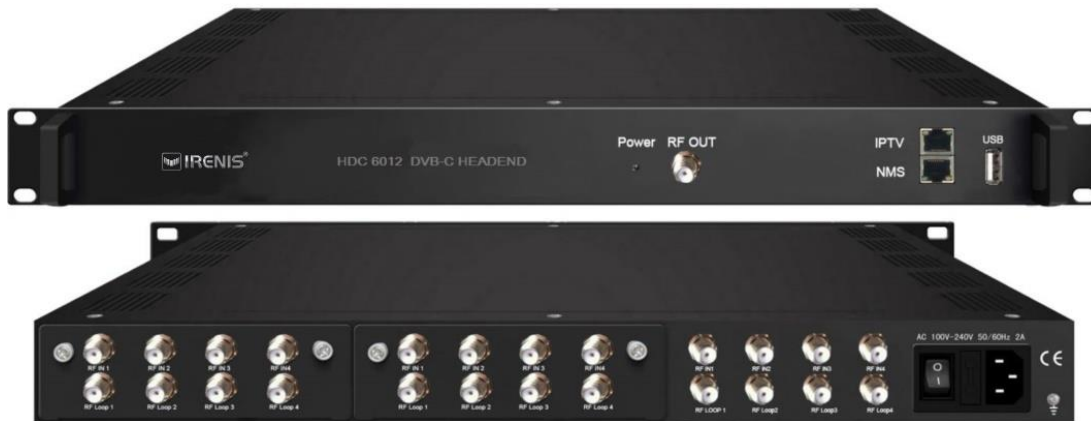 IRENIS®
HDC 6012 DVB-C HEADEND
Power RF OUT
IPTV
NMS
USB
RF IN 1 RF IN 2 RF IN 3 RF IN4
RF Loop 1 RF Loop 2 RF Loop 3 RF Loop 4
RF IN 1 RF IN 2 RF IN 3 RF IN4
RF Loop 1 RF Loop 2 RF Loop 3 RF Loop 4
RF IN1 RF IN2 RF IN3 RF IN4
RF LOOP 1 RF Loop2 RF Loop3 RF Loop4
AC 100V-240V 50/60Hz 2A
O
I
CE